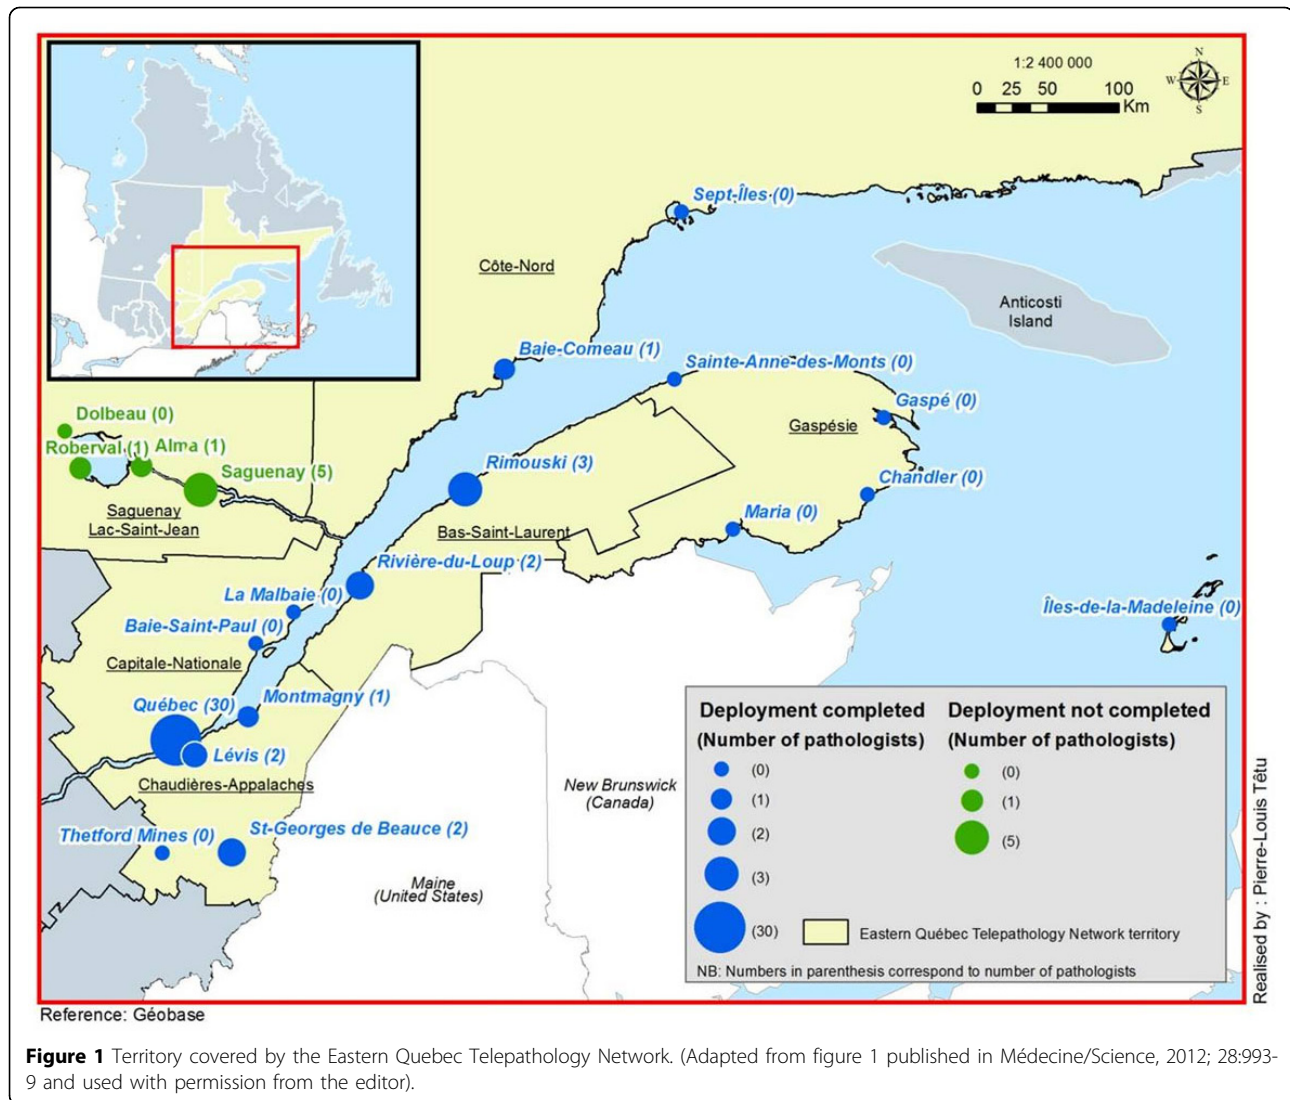 1:2 400 000
0 25 50 100
Km
N
W E
S
Sept-Îles (0)
Côte-Nord
Anticosti
Island
Baie-Comeau (1)
Sainte-Anne-des-Monts (0)
Dolbeau (0)
Gaspé (0)
Gaspésie
Roberval (1)
Alma (1)
Saguenay (5)
Rimouski (3)
Chandler (0)
Saguenay
Lac-Saint-Jean
Maria (0)
Bas-Saint-Laurent
Rivière-du-Loup (2)
La Malbaie (0)
Îles-de-la-Madeleine (0)
Baie-Saint-Paul (0)
Capitale-Nationale
Québec (30)
Montmagny (1)
Lévis (2)
Chaudières-Appalaches
Thetford Mines (0)
St-Georges de Beauce (2)
New Brunswick
(Canada)
Maine
(United States)
Deployment completed
(Number of pathologists)
(0)
(1)
(2)
(3)
(30)
Deployment not completed
(Number of pathologists)
(0)
(1)
(5)
Eastern Québec Telepathology Network territory
NB: Numbers in parenthesis correspond to number of pathologists
Realised by : Pierre-Louis Têtu
Reference: Géobase
Figure 1 Territory covered by the Eastern Quebec Telepathology Network. (Adapted from figure 1 published in Médecine/Science, 2012; 28:993-
9 and used with permission from the editor).